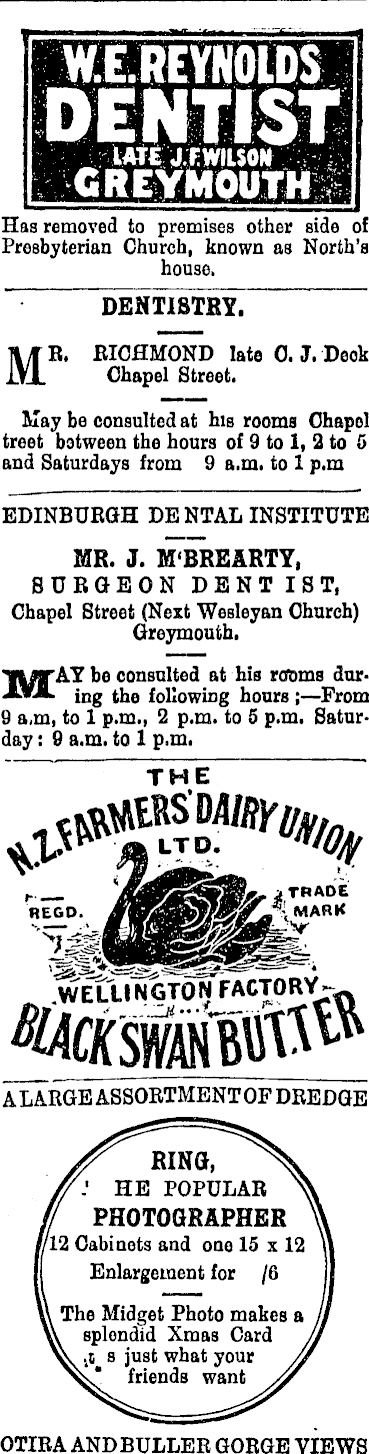 W.E.REYNOLDS
DENTIST
LATE J.F.WILSON
GREYMOUTH
Has removed to premises other side of
Presbyterian Church, known as North's
house.
DENTISTRY.
MR. RICHMOND late C. J. Deck
Chapel Street.
May be consulted at his rooms Chapel
treet between the hours of 9 to 1, 2 to 5
and Saturdays from 9 a.m. to 1 p.m
EDINBURGH DENTAL INSTITUTE
MR. J. M'BREARTY,
SURGEON DENTIST,
Chapel Street (Next Wesleyan Church)
Greymouth.
MAY be consulted at his rooms dur-
ing the following hours ;—From
9 a.m, to 1 p.m., 2 p.m. to 5 p.m. Satur-
day: 9 a.m. to 1 p.m.
THE
N.Z. FARMERS' DAIRY UNION
LTD.
REGD.
TRADE
MARK
WELLINGTON FACTORY
BLACK SWAN BUTTER
A LARGE ASSORTMENT OF DREDGE
RING,
HE POPULAR
PHOTOGRAPHER
12 Cabinets and one 15 x 12
Enlargement for /6
The Midget Photo makes a
splendid Xmas Card
s just what your
friends want
OTIRA AND BULLER GORGE VIEWS